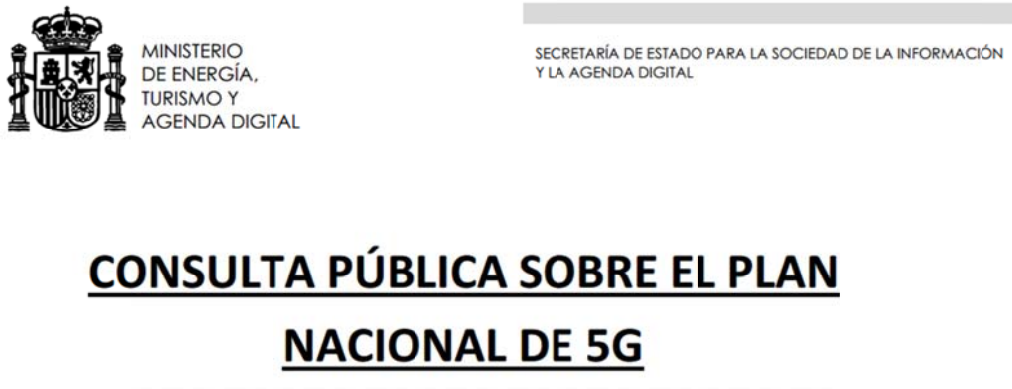 MINISTERIO
DE ENERGÍA,
TURISMO Y
AGENDA DIGITAL
SECRETARÍA DE ESTADO PARA LA SOCIEDAD DE LA INFORMACIÓN
Y LA AGENDA DIGITAL
CONSULTA PÚBLICA SOBRE EL PLAN
NACIONAL DE 5G